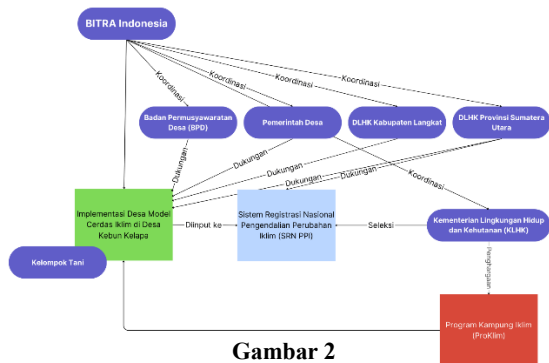 BITRA Indonesia
Koordinasi
Koordinasi
Koordinasi
Koordinasi
Badan Permusyawaratan
Desa (BPD)
Pemerintah Desa
DLHK Kabupaten Langkat
DLHK Provinsi Sumatera
Utara
Dukungan
Dukungan
Dukungan
Dukungan
Dukungan
Koordinasi
Implementasi Desa Model
Cerdas Iklim di Desa
Kebun Kelapa
Diinput ke
Sistem Registrasi Nasional
Pengendalian Perubahan
Iklim (SRN PPI)
Seleksi
Kementerian Lingkungan Hidup
dan Kehutanan (KLHK)
Kelompok Tani
Penghargaan
Program Kampung Iklim
(ProKlim)
Gambar 2